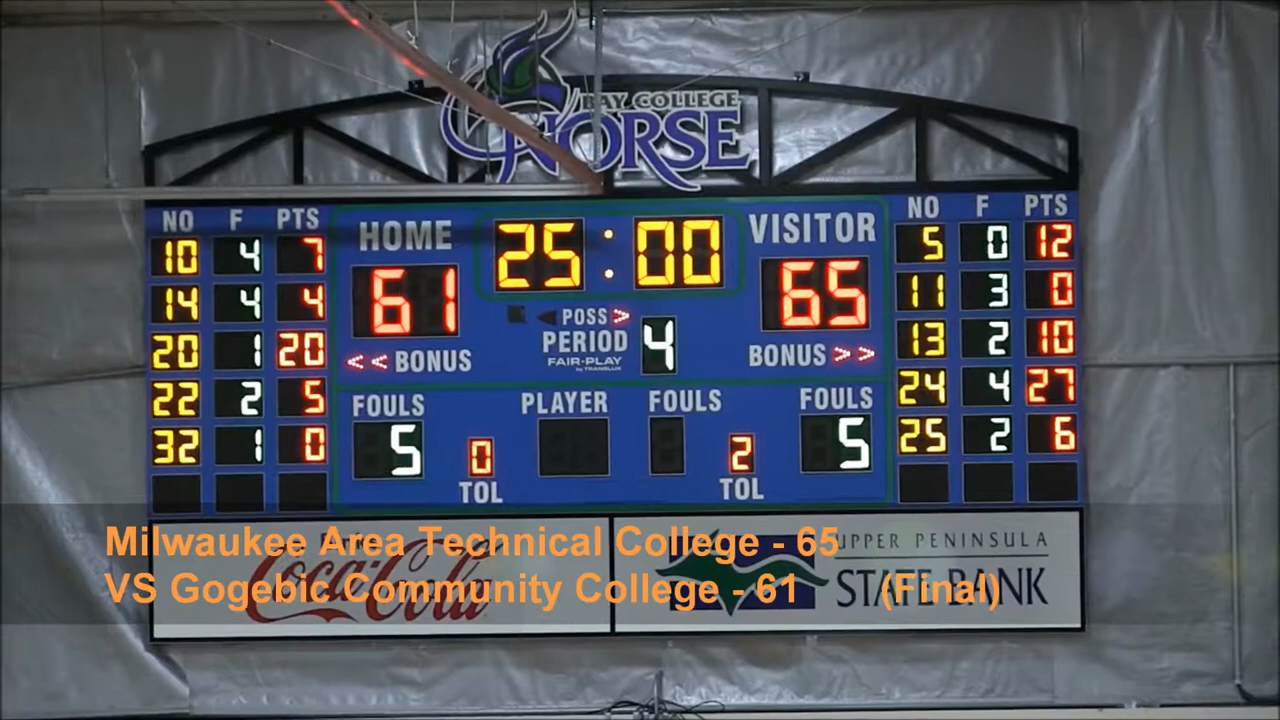 BAY COLLEGE
NORSE
NO F PTS
10 4 7
14 4 4
20 1 20
22 2 5
32 1 0
HOME
61
25:00
VISITOR
65
POSS >
PERIOD 4
FAIR-PLAY
by TRANS-LUX
<< BONUS
BONUS >>
FOULS
5
PLAYER
FOULS
FOULS
5
0
TOL
2
TOL
NO F PTS
5 0 12
11 3 0
13 2 10
24 4 27
25 2 6
Milwaukee Area Technical College - 65
VS Gogebic Community College - 61 (Final)
Coca-Cola
UPPER PENINSULA
STATE BANK